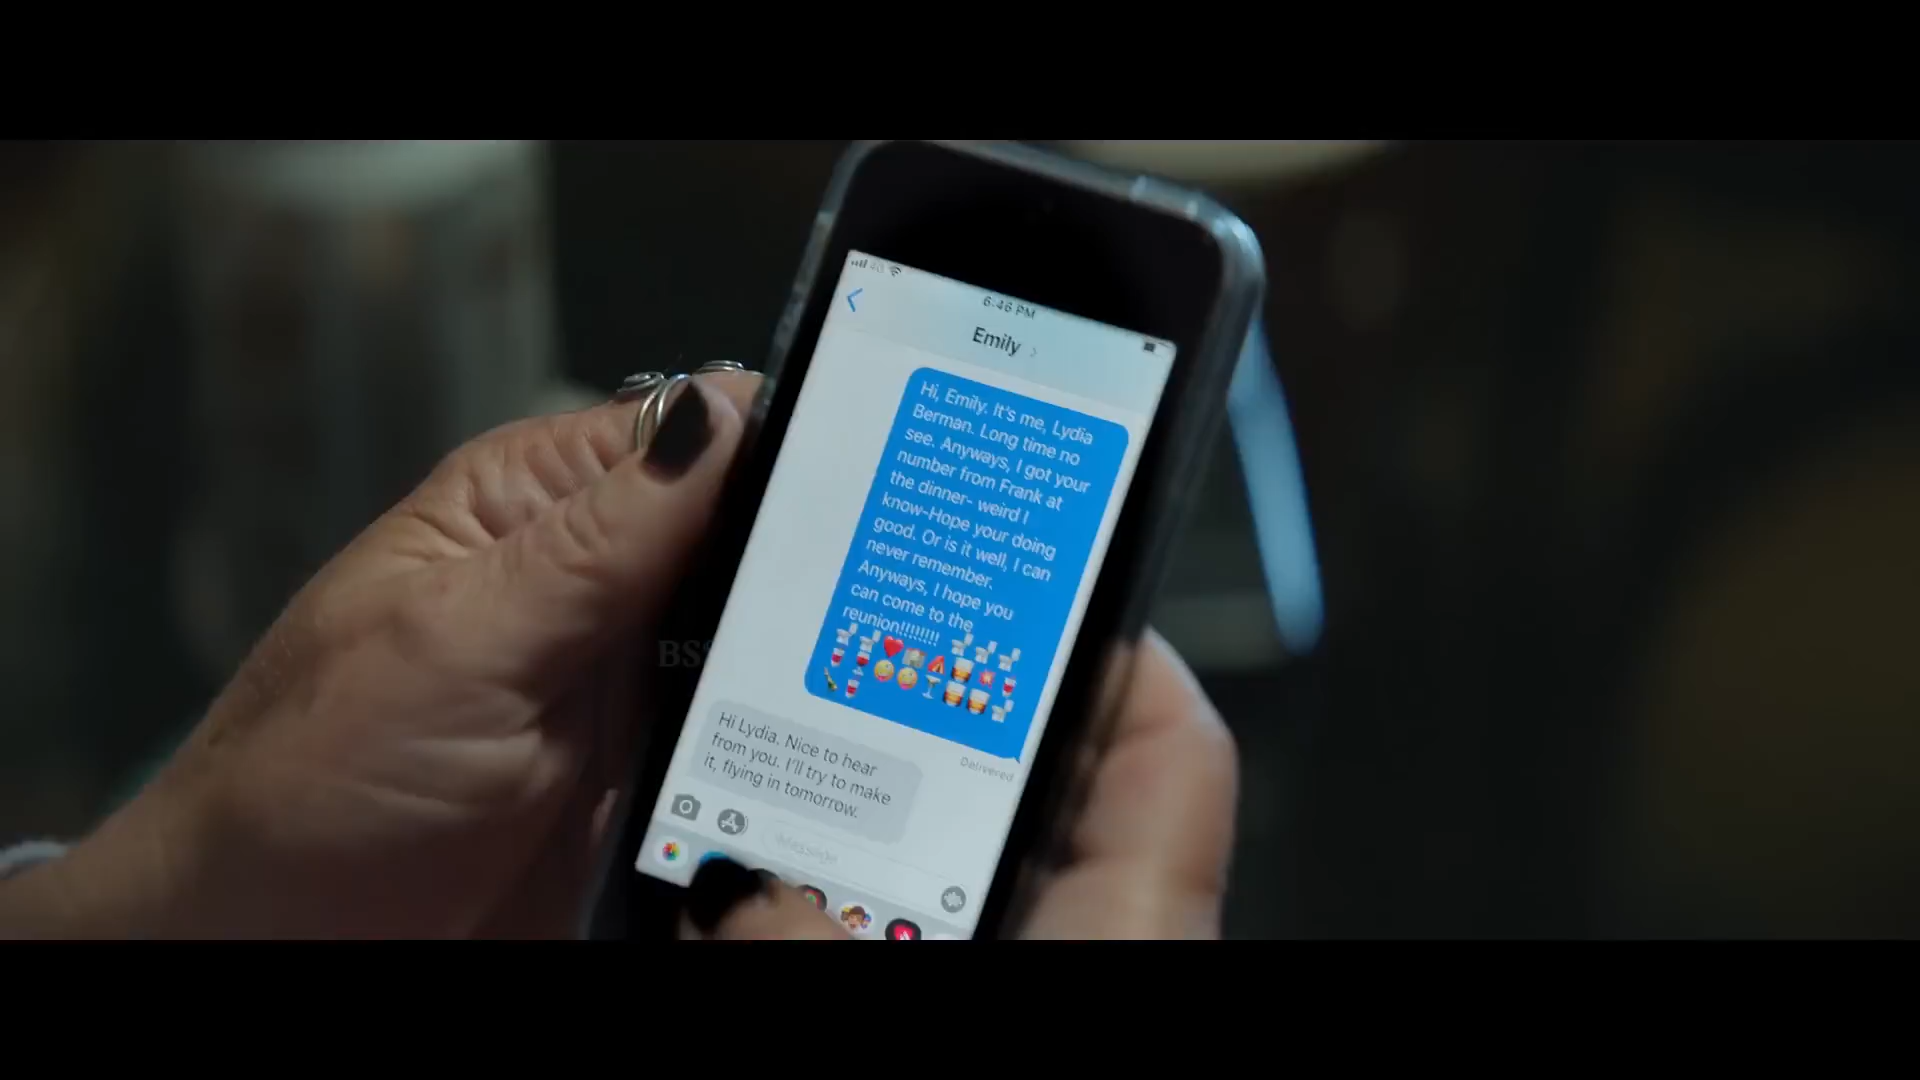 4G
6:46 PM
Emily
Hi, Emily. It's me, Lydia
Berman. Long time no
see. Anyways, I got your
number from Frank at
the dinner- weird I
know-Hope your doing
good. Or is it well, I can
never remember.
Anyways, I hope you
can come to the
reunion!!!!!!!!
Delivered
Hi Lydia. Nice to hear
from you. I'll try to make
it, flying in tomorrow.
iMessage